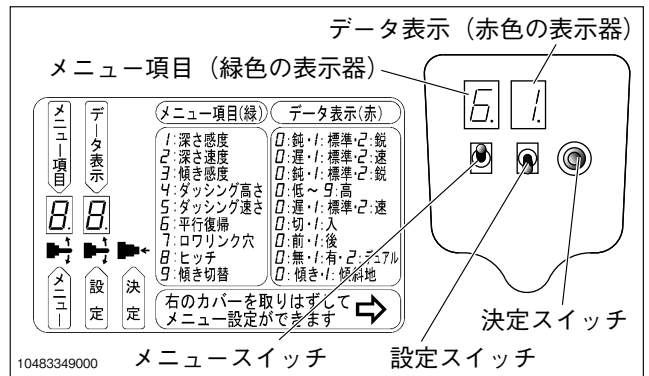 データ表示（赤色の表示器）
メニュー項目（緑色の表示器）
6. 1.
メニュー項目
データ表示
8. 8.
メニュー
設定
決定
メニュー項目(緑) データ表示(赤)
1:深さ感度 0:鈍・1:標準・2:鋭
2:深さ速度 0:遅・1:標準・2:速
3:傾き感度 0:鈍・1:標準・2:鋭
4:ダッシング高さ 0:低～9:高
5:ダッシング速さ 0:遅・1:標準・2:速
6:平行復帰 0:切・1:入
7:ロワリンク穴 0:前・1:後
8:ヒッチ 0:無・1:有・2:デュアル
9:傾き切替 0:傾き・1:傾斜地
右のカバーを取りはずして
メニュー設定ができます
決定スイッチ
メニュースイッチ
設定スイッチ
10483349000